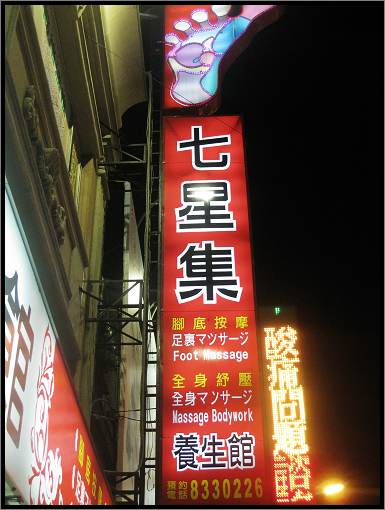 七星集
腳底按摩
足裏マッサージ
Foot Massage
全身紓壓
全身マッサージ
Massage Bodywork
養生館
預約
電話 8330226
酸痛問題
館